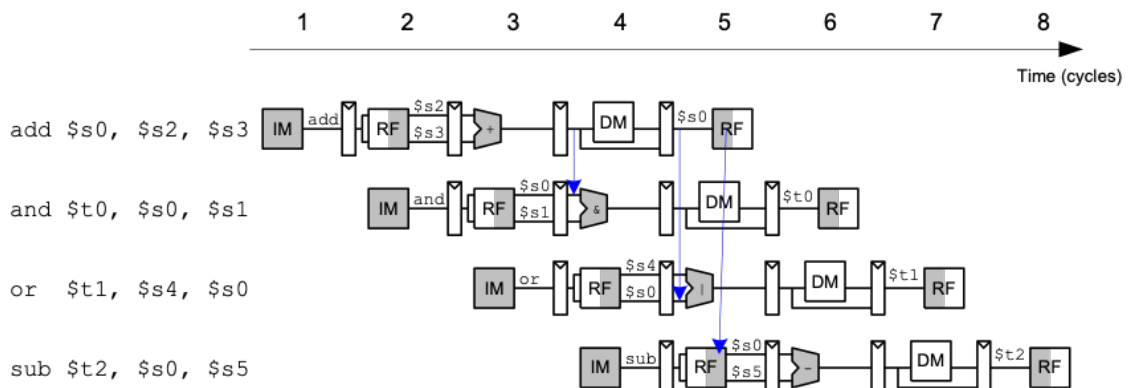 1 2 3 4 5 6 7 8
Time (cycles)
add $s0, $s2, $s3 IM add RF $s2 $s3 + DM $s0 RF
and $t0, $s0, $s1 IM and RF $s0 $s1 & DM $t0 RF
or $t1, $s4, $s0 IM or RF $s4 $s0 | DM $t1 RF
sub $t2, $s0, $s5 IM sub RF $s0 $s5 - DM $t2 RF